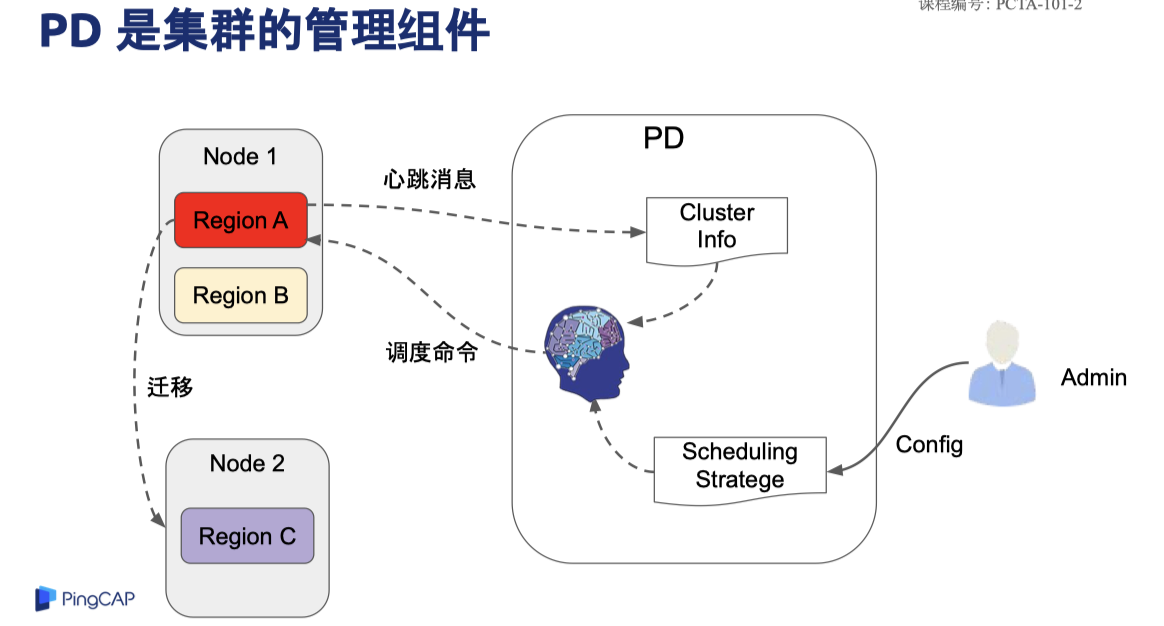 课程编号：PCTA-101-2
PD 是集群的管理组件
PD
Node 1
心跳消息
Region A
Cluster
Info
Region B
调度命令
迁移
Admin
Config
Node 2
Scheduling
Stratege
Region C
PingCAP